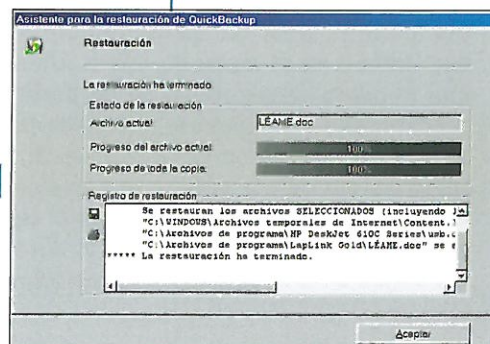 Asistente para la restauración de QuickBackup
Restauración
La restauración ha terminado.
Estado de la restauración
Archivo actual:
LÉAME.doc
Progreso del archivo actual:
100%
Progreso de toda la copia:
100%
Registro de restauración
Se restauran los archivos SELECCIONADOS (incluyendo
"C:\WINDOWS\Archivos temporales de Internet\Content.
"C:\Archivos de programa\HP DeskJet 610C Series\usb.
"C:\Archivos de programa\LapLink Gold\LÉAME.doc" se
***** La restauración ha terminado.
Aceptar